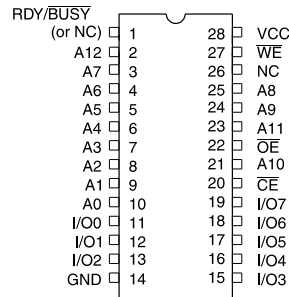 RDY/BUSY
(or NC) 1 28 VCC
A12 2 27 WE
A7 3 26 NC
A6 4 25 A8
A5 5 24 A9
A4 6 23 A11
A3 7 22 OE
A2 8 21 A10
A1 9 20 CE
A0 10 19 I/O7
I/O0 11 18 I/O6
I/O1 12 17 I/O5
I/O2 13 16 I/O4
GND 14 15 I/O3